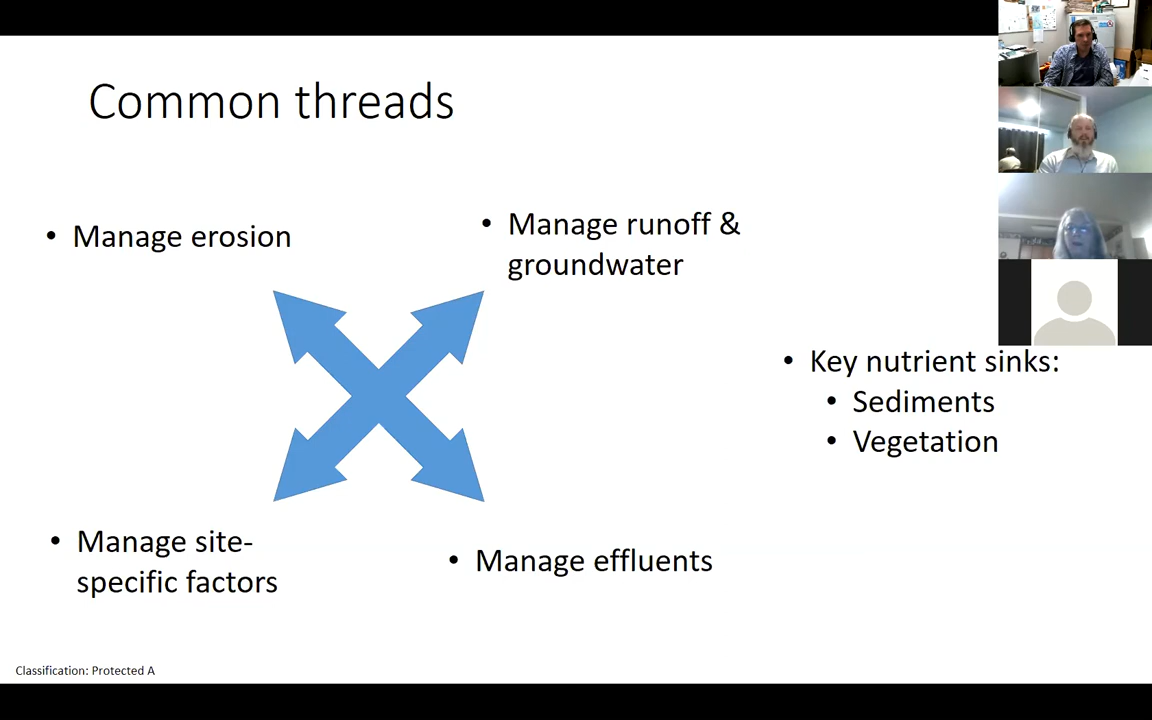 Common threads
• Manage erosion
• Manage runoff &
groundwater
• Key nutrient sinks:
• Sediments
• Vegetation
• Manage site-
specific factors
• Manage effluents
Classification: Protected A